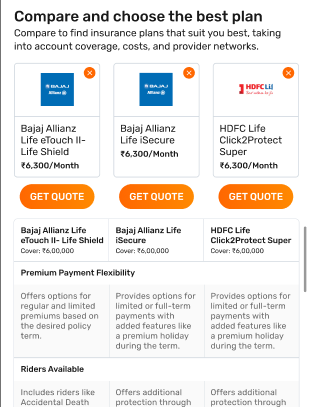 Compare and choose the best plan
Compare to find insurance plans that suit you best, taking
into account coverage, costs, and provider networks.
BAJAJ
Allianz
BAJAJ
Allianz
HDFC Life
Bajaj Allianz
Life eTouch II-
Life Shield
₹6,300/Month
Bajaj Allianz
Life iSecure
₹6,300/Month
HDFC Life
Click2Protect
Super
₹6,300/Month
GET QUOTE
GET QUOTE
GET QUOTE
Bajaj Allianz Life
eTouch II- Life Shield
Cover: ₹6,00,000
Bajaj Allianz Life
iSecure
Cover: ₹6,00,000
HDFC Life
Click2Protect Super
Cover: ₹6,00,000
Premium Payment Flexibility
Offers options for
regular and limited
premiums based on
the desired policy
term.
Provides options for
limited or full-term
payments with
added features like
a premium holiday
during the term.
Provides options for
limited or full-term
payments with
added features like
a premium holiday
during the term.
Riders Available
Includes riders like
Accidental Death
Offers additional
protection through
Offers additional
protection through